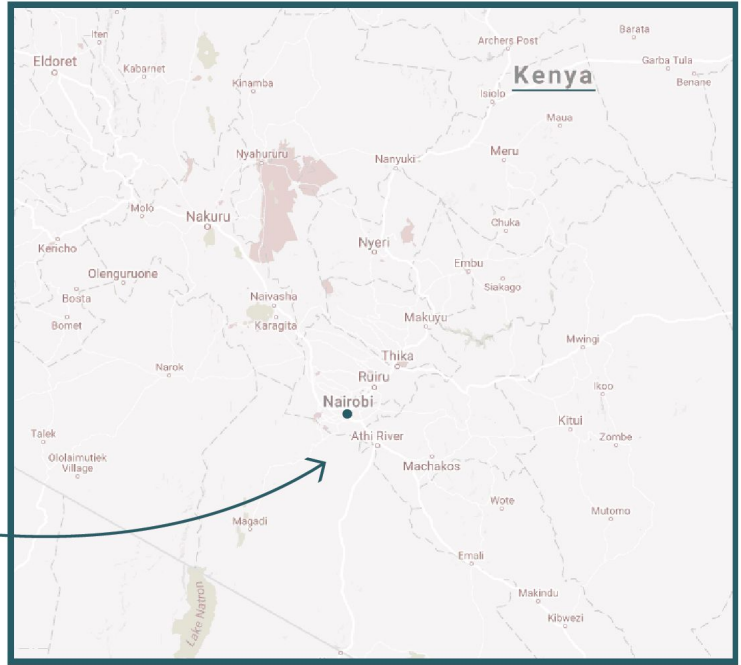 Iten
Archers Post
Barata
Eldoret
Kabarnet
Garba Tula
Kinamba
Kenya
Benane
Isiolo
Maua
Nyahururu
Nanyuki
Meru
Molo
Nakuru
Chuka
Kericho
Nyeri
Olenguruone
Embu
Siakago
Bosta
Naivasha
Bomet
Karagita
Makuyu
Mwingi
Thika
Narok
Ruiru
Ikoo
Nairobi
Kitui
Talek
Athi River
Zombe
Ololaimutiek
Village
Machakos
Wote
Mutomo
Magadi
Emali
Lake Natron
Makindu
Kibwezi